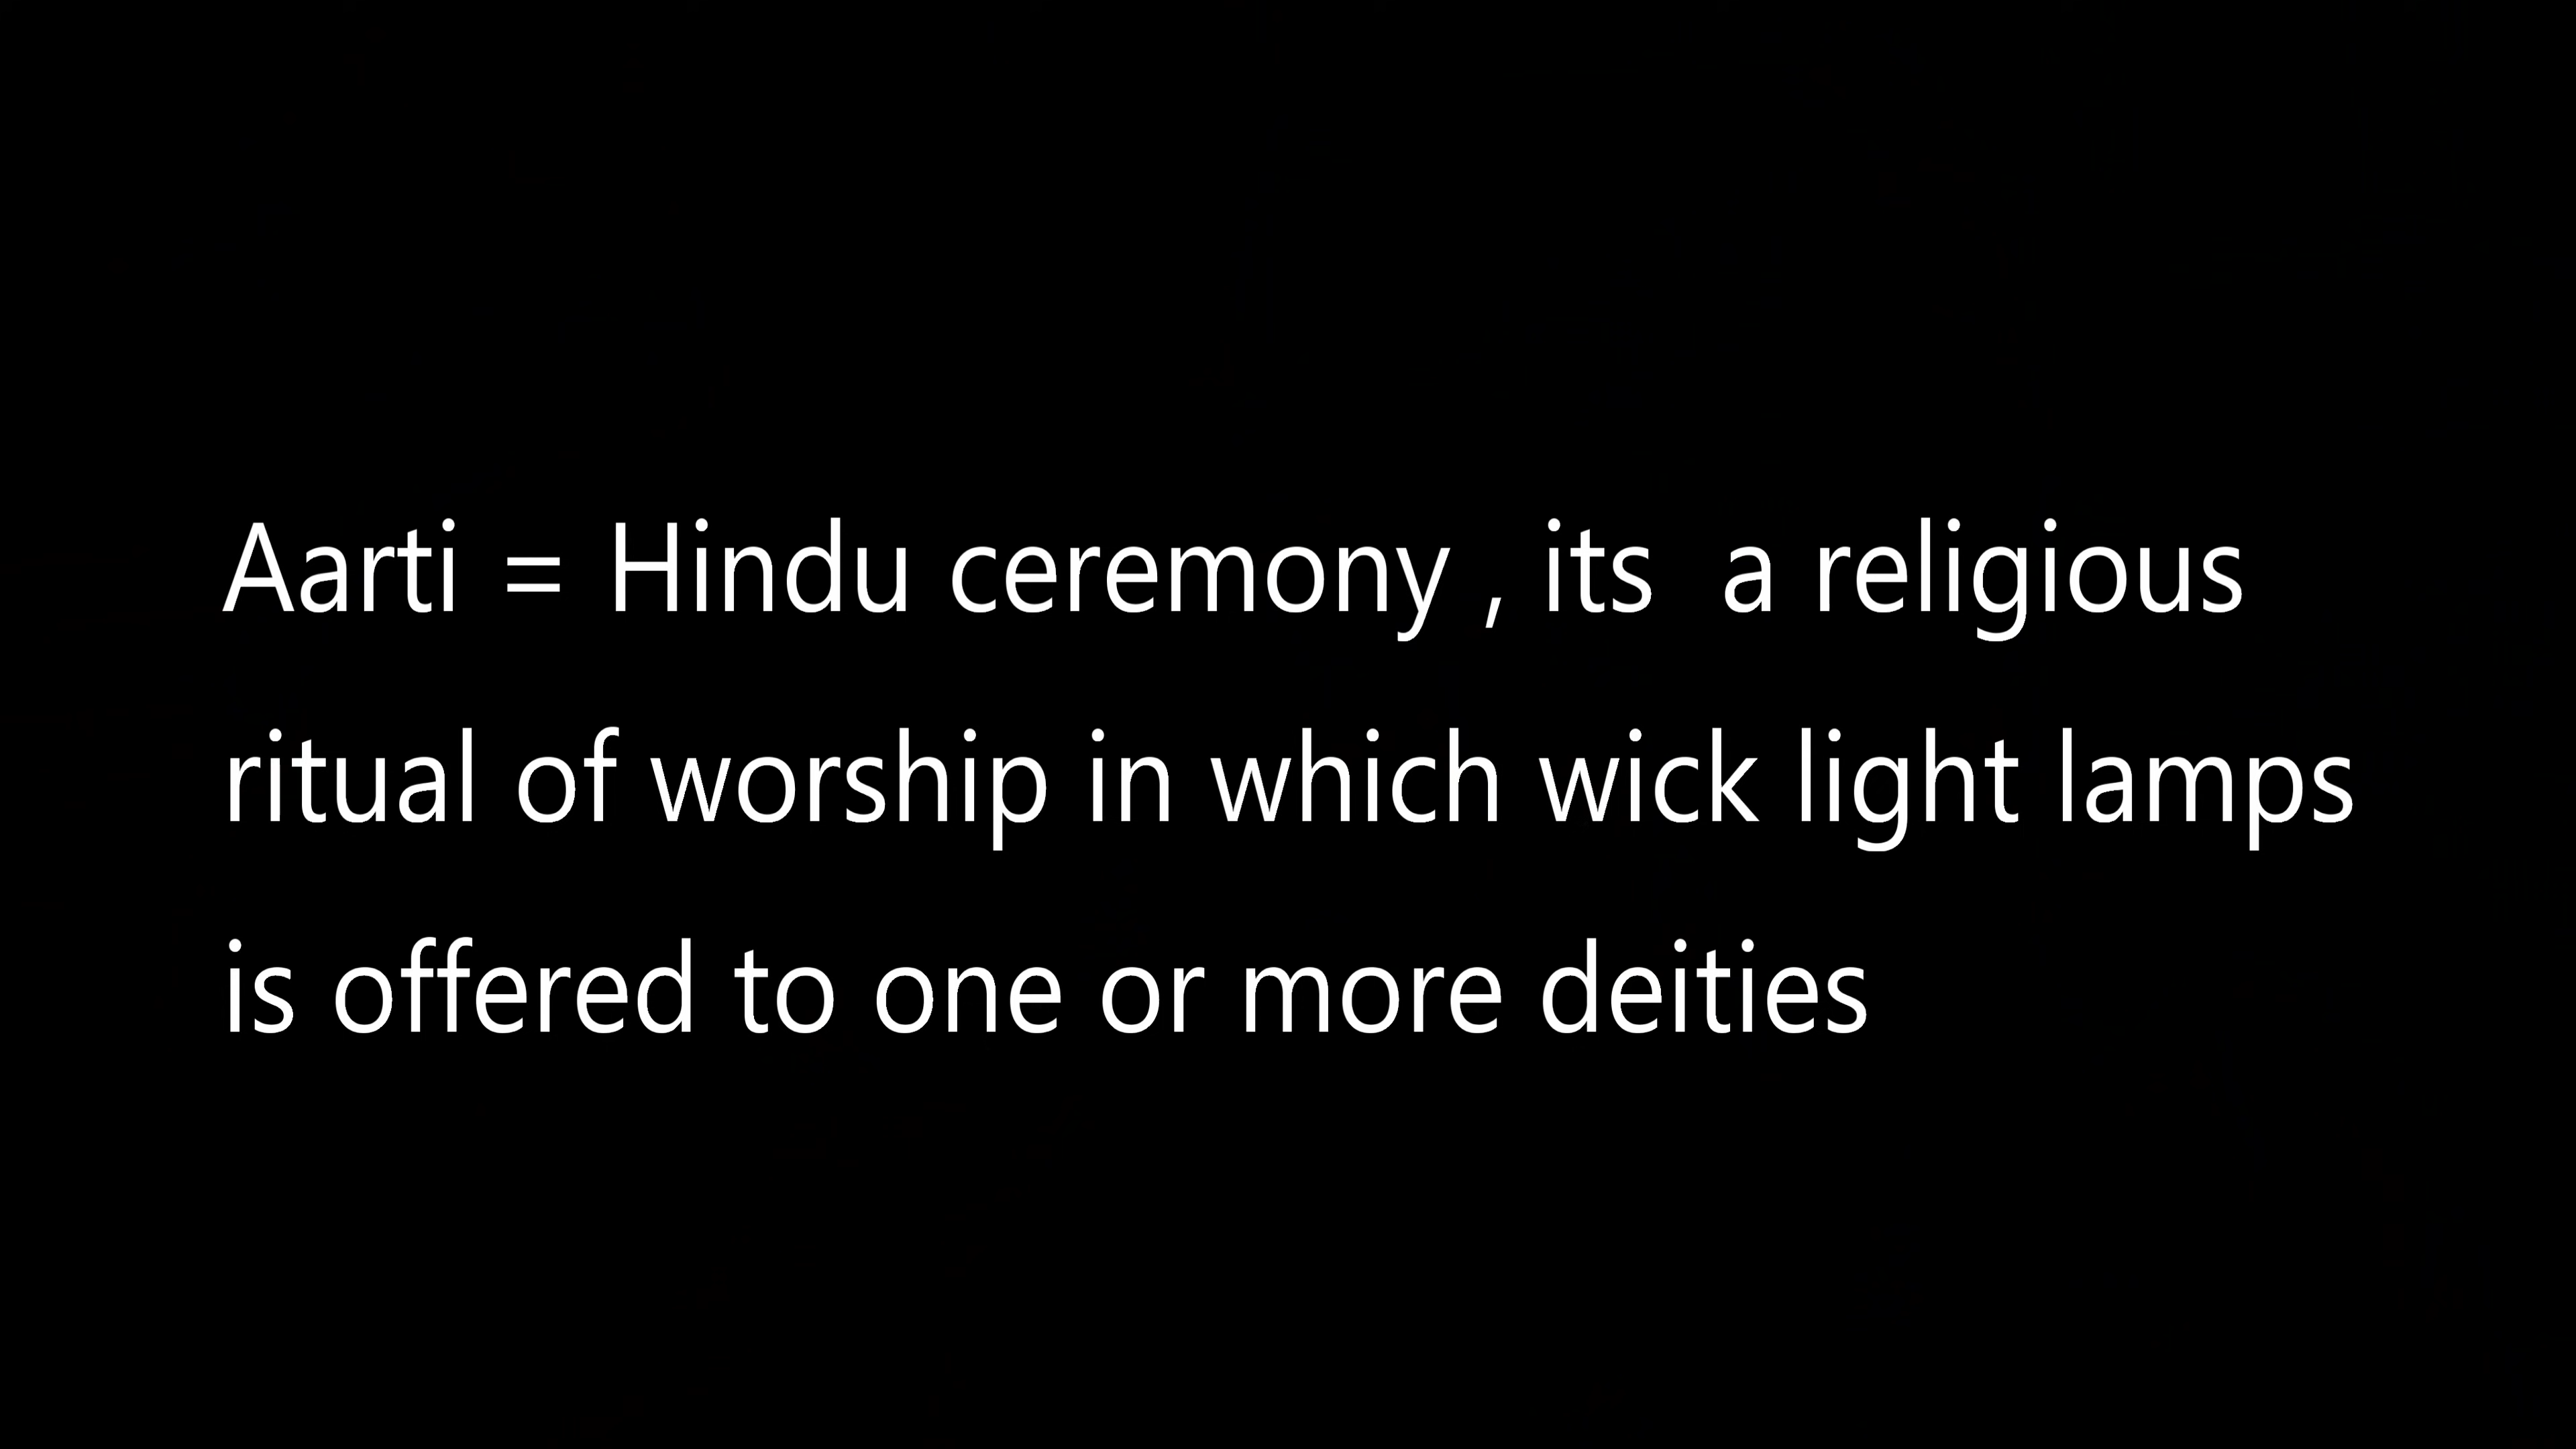 Aarti = Hindu ceremony , its  a religious
ritual of worship in which wick light lamps
is offered to one or more deities